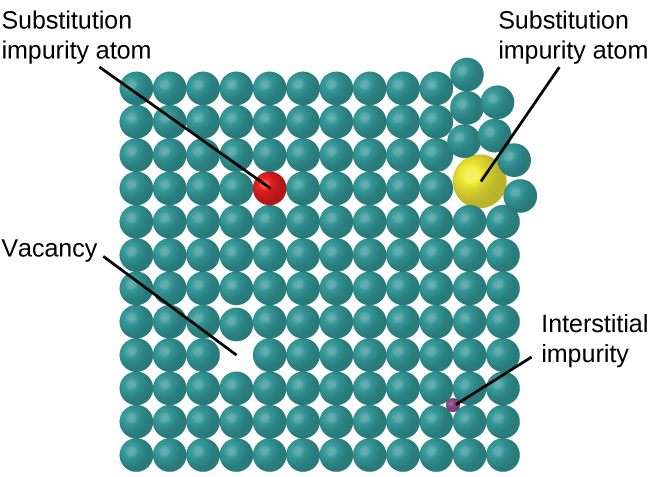 Substitution
impurity atom
Substitution
impurity atom
Vacancy
Interstitial
impurity